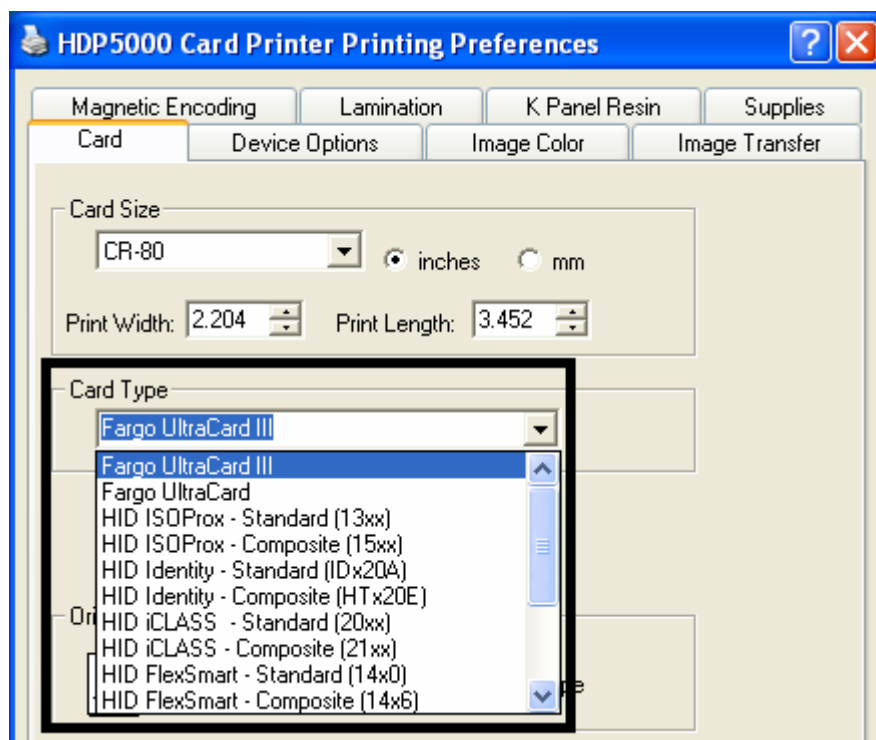 HDP5000 Card Printer Printing Preferences
Magnetic Encoding Lamination K Panel Resin Supplies
Card Device Options Image Color Image Transfer
Card Size
CR-80 inches mm
Print Width: 2.204 Print Length: 3.452
Card Type
Fargo UltraCard III
Fargo UltraCard III
Fargo UltraCard
HID ISOProx - Standard (13xx)
HID ISOProx - Composite (15xx)
HID Identity - Standard (IDx20A)
HID Identity - Composite (HTx20E)
HID iCLASS - Standard (20xx)
HID iCLASS - Composite (21xx)
HID FlexSmart - Standard (14x0)
HID FlexSmart - Composite (14x6)